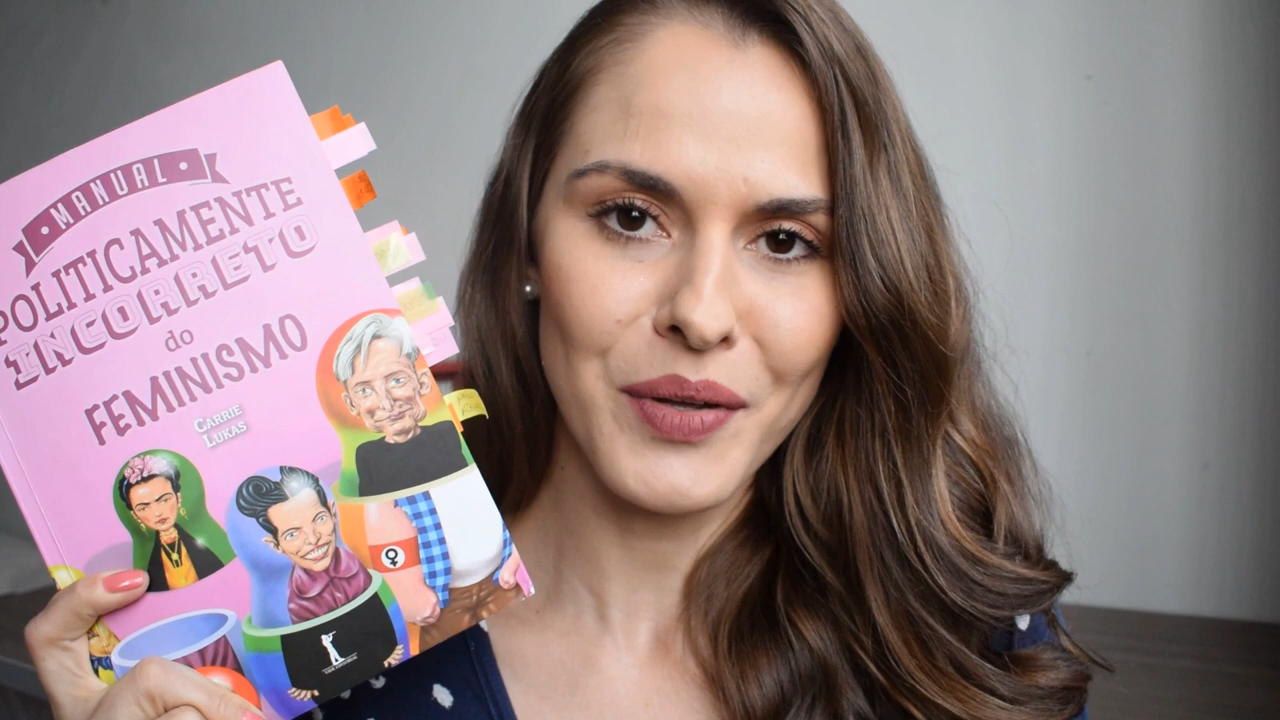 MANUAL
POLITICAMENTE
INCORRETO
do
FEMINISMO
CARRIE
LUKAS